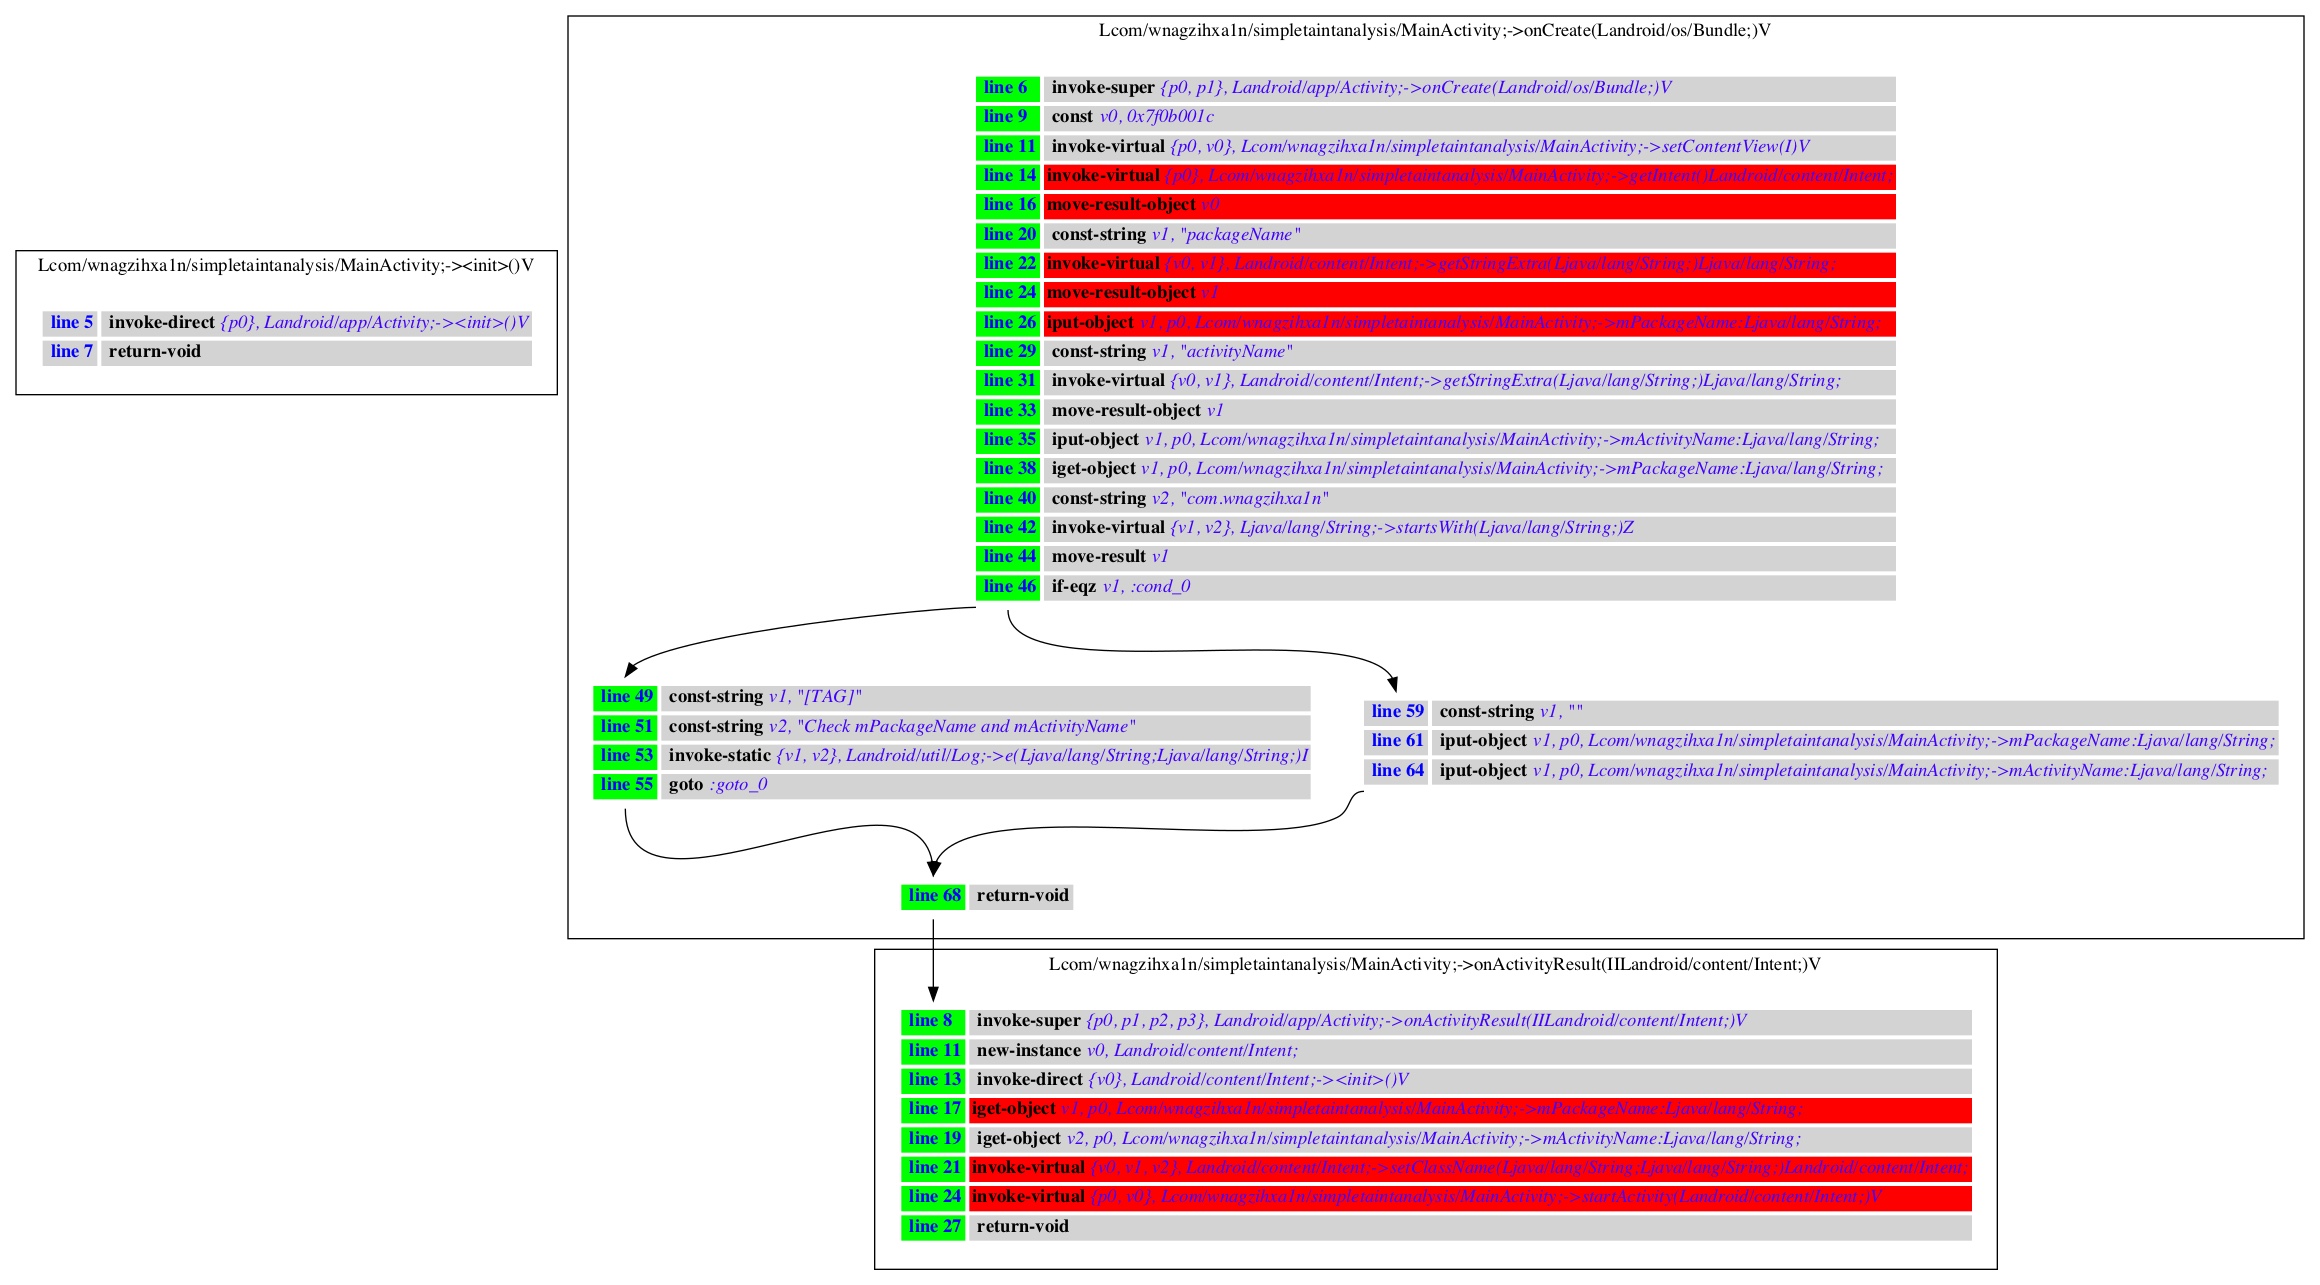 Lcom/wnagzihxa1n/simpletaintanalysis/MainActivity;-><init>()V
line 5 invoke-direct {p0}, Landroid/app/Activity;-><init>()V
line 7 return-void
Lcom/wnagzihxa1n/simpletaintanalysis/MainActivity;->onCreate(Landroid/os/Bundle;)V
line 6 invoke-super {p0, p1}, Landroid/app/Activity;->onCreate(Landroid/os/Bundle;)V
line 9 const v0, 0x7f0b001c
line 11 invoke-virtual {p0, v0}, Lcom/wnagzihxa1n/simpletaintanalysis/MainActivity;->setContentView(I)V
line 14 invoke-virtual {p0}, Lcom/wnagzihxa1n/simpletaintanalysis/MainActivity;->getIntent()Landroid/content/Intent;
line 16 move-result-object v0
line 20 const-string v1, "packageName"
line 22 invoke-virtual {v0, v1}, Landroid/content/Intent;->getStringExtra(Ljava/lang/String;)Ljava/lang/String;
line 24 move-result-object v1
line 26 iput-object v1, p0, Lcom/wnagzihxa1n/simpletaintanalysis/MainActivity;->mPackageName:Ljava/lang/String;
line 29 const-string v1, "activityName"
line 31 invoke-virtual {v0, v1}, Landroid/content/Intent;->getStringExtra(Ljava/lang/String;)Ljava/lang/String;
line 33 move-result-object v1
line 35 iput-object v1, p0, Lcom/wnagzihxa1n/simpletaintanalysis/MainActivity;->mActivityName:Ljava/lang/String;
line 38 iget-object v1, p0, Lcom/wnagzihxa1n/simpletaintanalysis/MainActivity;->mPackageName:Ljava/lang/String;
line 40 const-string v2, "com.wnagzihxa1n"
line 42 invoke-virtual {v1, v2}, Ljava/lang/String;->startsWith(Ljava/lang/String;)Z
line 44 move-result v1
line 46 if-eqz v1, :cond_0
line 49 const-string v1, "[TAG]"
line 51 const-string v2, "Check mPackageName and mActivityName"
line 53 invoke-static {v1, v2}, Landroid/util/Log;->e(Ljava/lang/String;Ljava/lang/String;)I
line 55 goto :goto_0
line 59 const-string v1, ""
line 61 iput-object v1, p0, Lcom/wnagzihxa1n/simpletaintanalysis/MainActivity;->mPackageName:Ljava/lang/String;
line 64 iput-object v1, p0, Lcom/wnagzihxa1n/simpletaintanalysis/MainActivity;->mActivityName:Ljava/lang/String;
line 68 return-void
Lcom/wnagzihxa1n/simpletaintanalysis/MainActivity;->onActivityResult(IILandroid/content/Intent;)V
line 8 invoke-super {p0, p1, p2, p3}, Landroid/app/Activity;->onActivityResult(IILandroid/content/Intent;)V
line 11 new-instance v0, Landroid/content/Intent;
line 13 invoke-direct {v0}, Landroid/content/Intent;-><init>()V
line 17 iget-object v1, p0, Lcom/wnagzihxa1n/simpletaintanalysis/MainActivity;->mPackageName:Ljava/lang/String;
line 19 iget-object v2, p0, Lcom/wnagzihxa1n/simpletaintanalysis/MainActivity;->mActivityName:Ljava/lang/String;
line 21 invoke-virtual {v0, v1, v2}, Landroid/content/Intent;->setClassName(Ljava/lang/String;Ljava/lang/String;)Landroid/content/Intent;
line 24 invoke-virtual {p0, v0}, Lcom/wnagzihxa1n/simpletaintanalysis/MainActivity;->startActivity(Landroid/content/Intent;)V
line 27 return-void